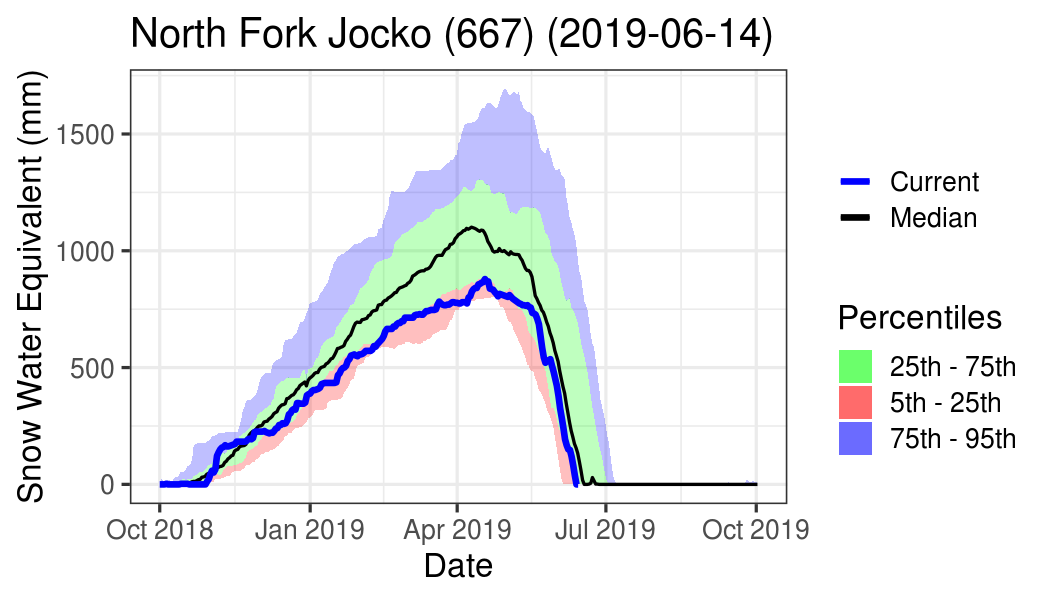 North Fork Jocko (667) (2019-06-14)
Snow Water Equivalent (mm)
1500
1000
500
0
Oct 2018
Jan 2019
Apr 2019
Jul 2019
Oct 2019
Date
Current
Median
Percentiles
25th - 75th
5th - 25th
75th - 95th